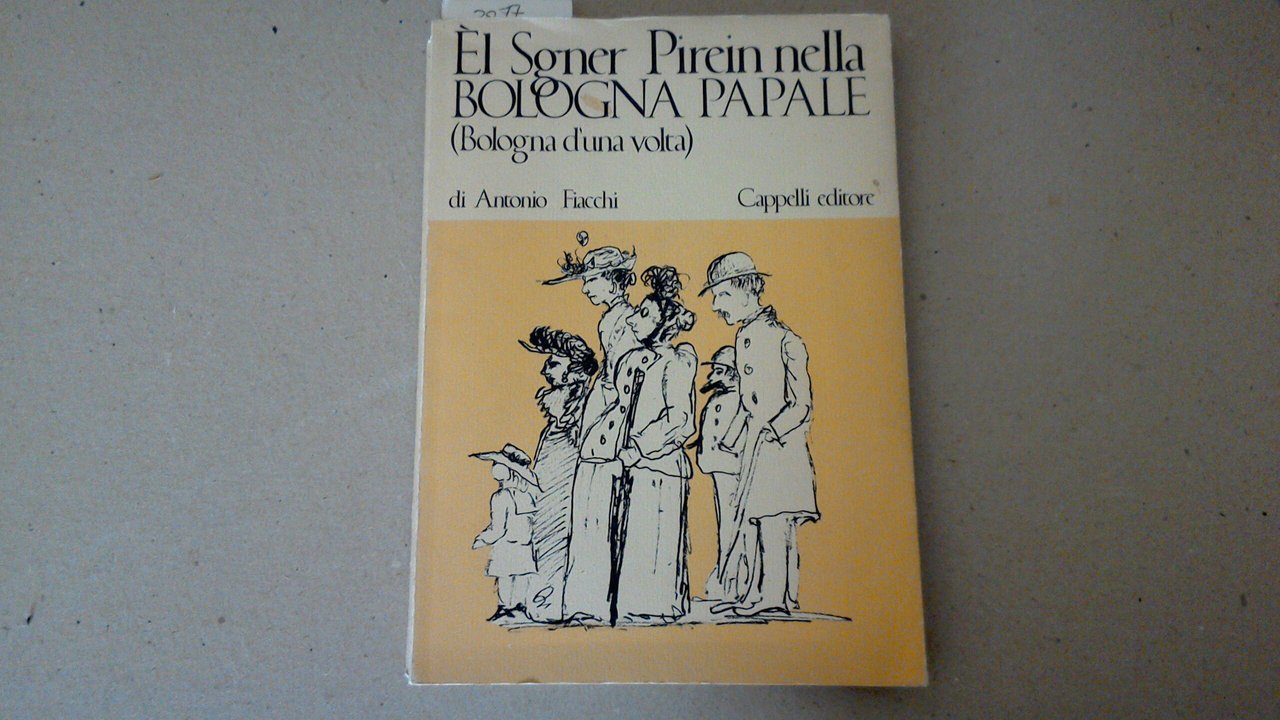 Èl Sgner Pirein nella
BOLOGNA PAPALE
(Bologna d'una volta)
di Antonio Fiacchi
Cappelli editore